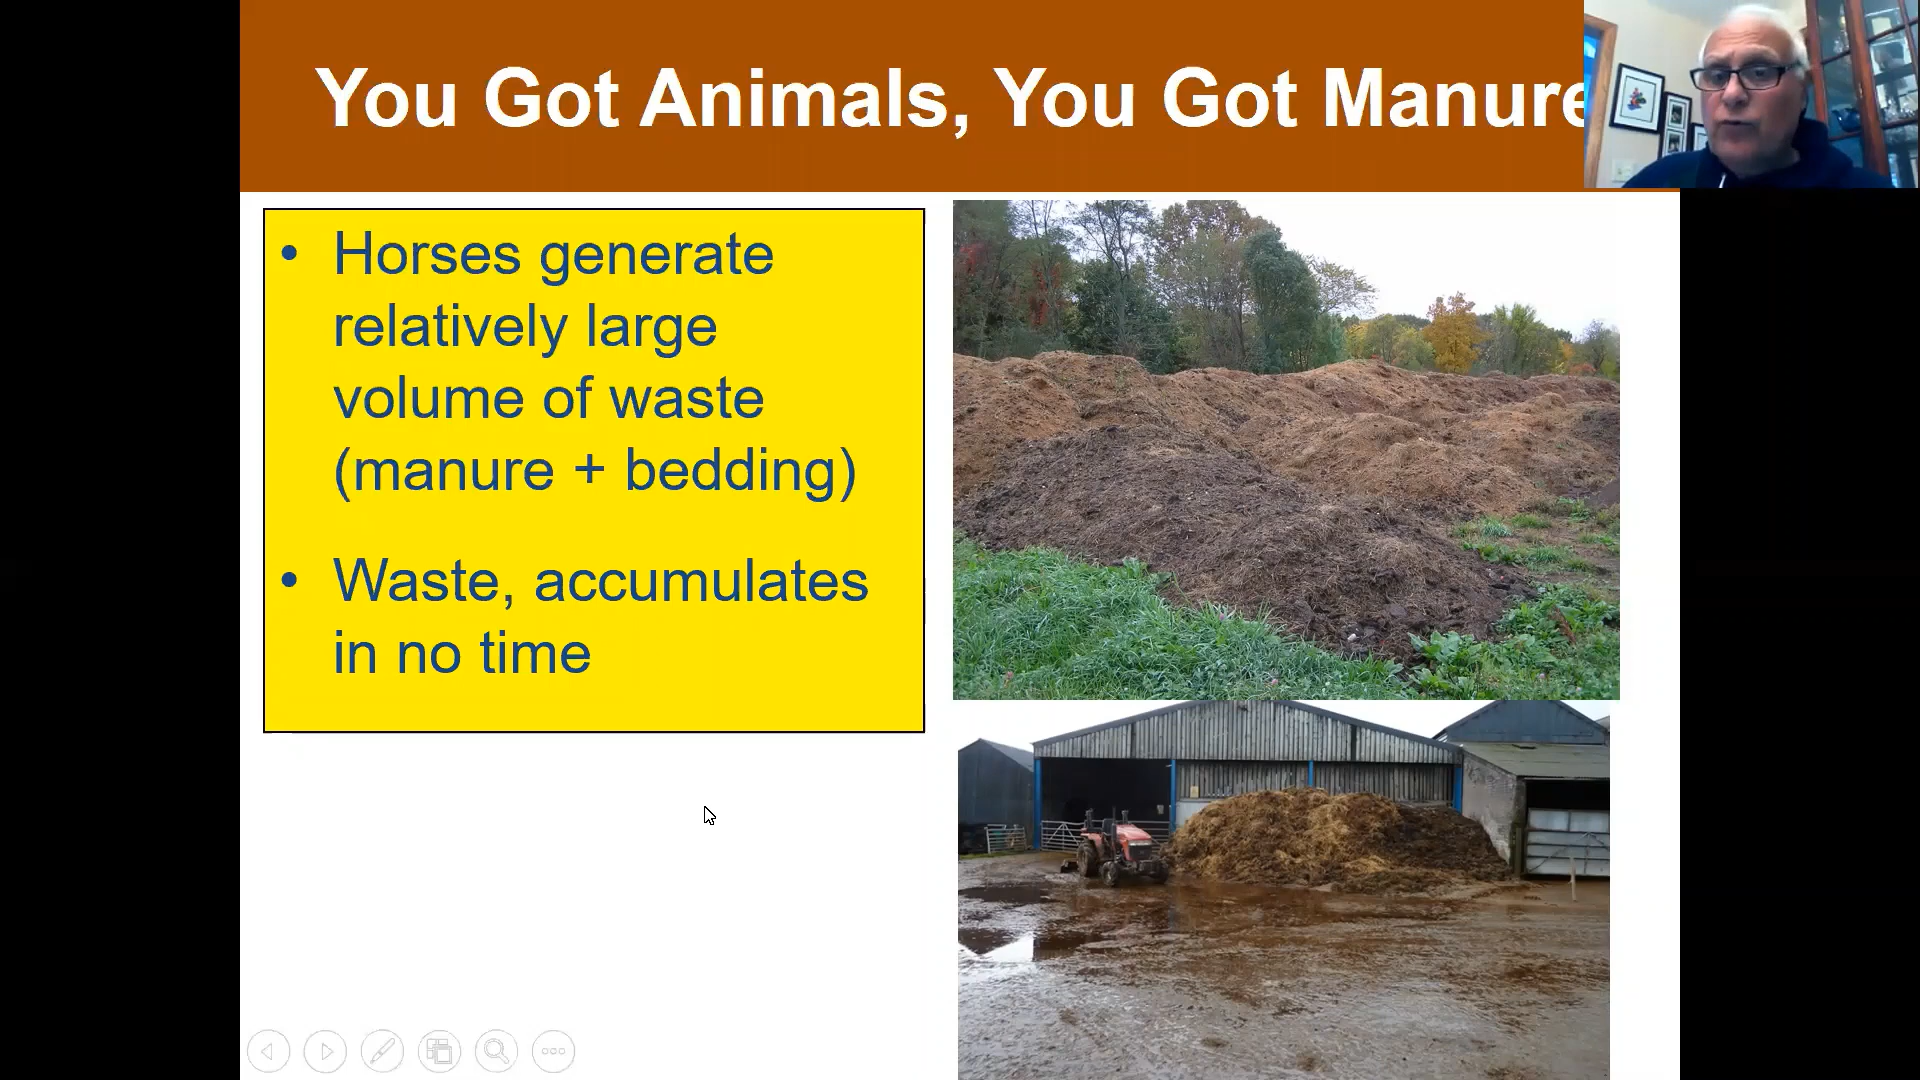 You Got Animals, You Got Manure
• Horses generate
relatively large
volume of waste
(manure + bedding)
• Waste, accumulates
in no time